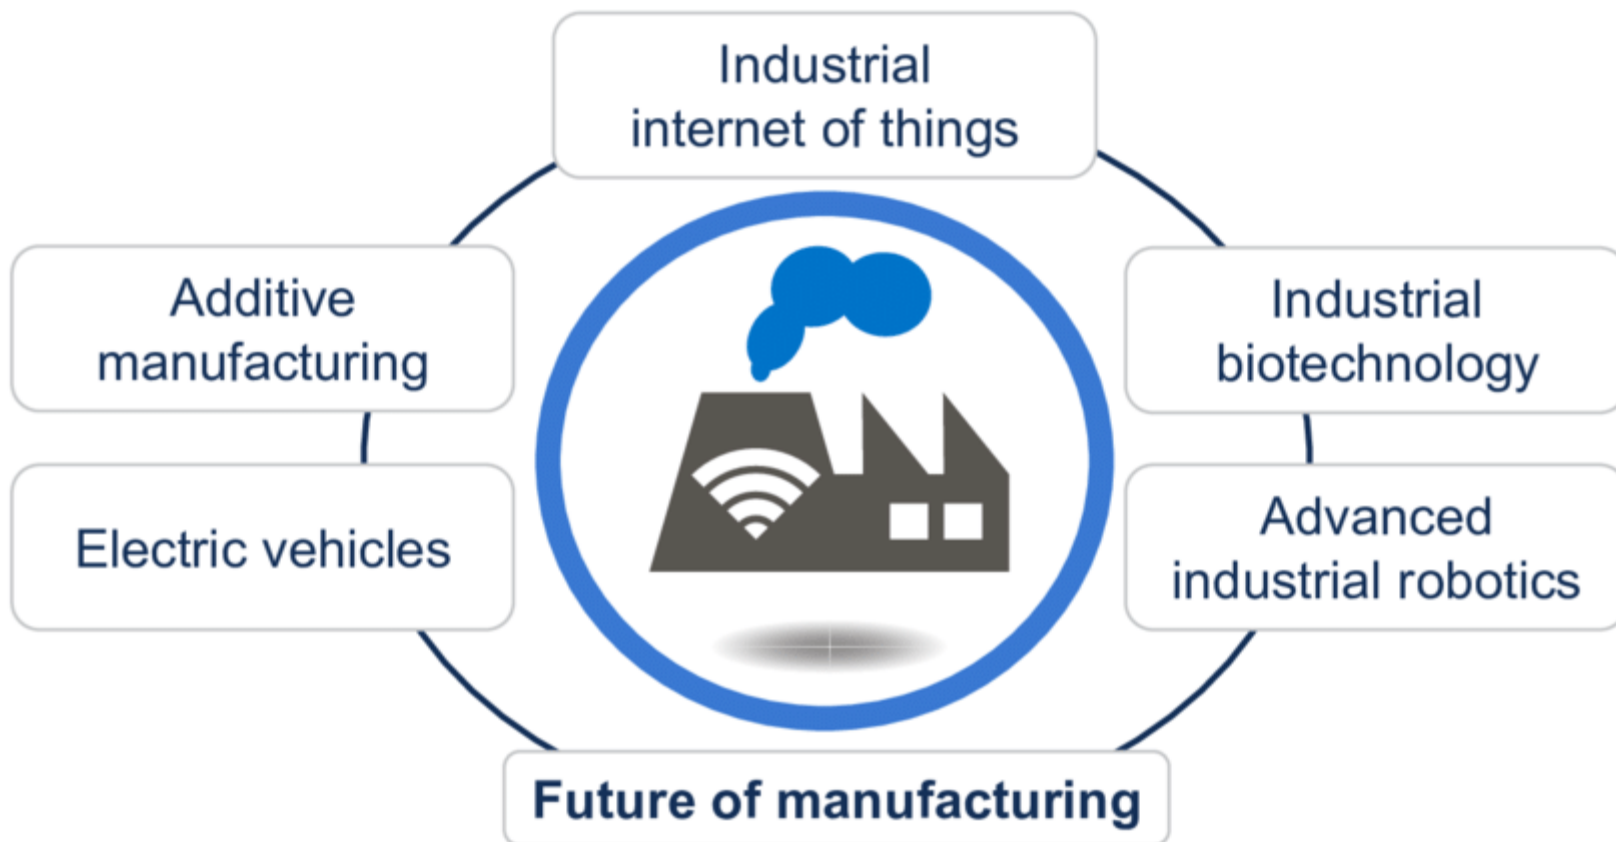 Industrial
internet of things
Additive
manufacturing
Industrial
biotechnology
Electric vehicles
Advanced
industrial robotics
Future of manufacturing